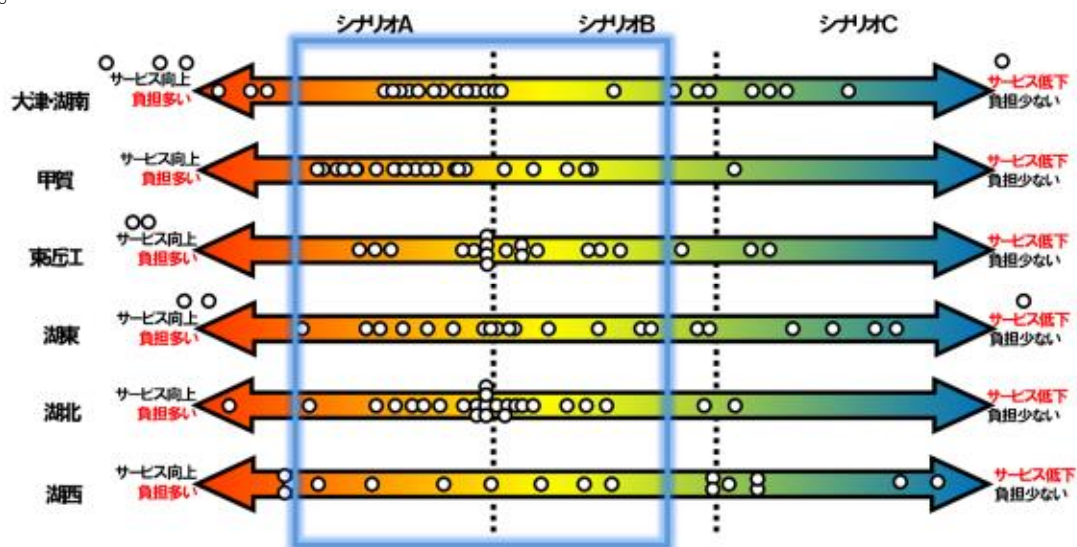 シナリオA シナリオB シナリオC
サービス向上 サービス低下
大津・湖南 負担多い 負担少ない
サービス向上 サービス低下
甲賀 負担多い 負担少ない
サービス向上 サービス低下
東近江 負担多い 負担少ない
サービス向上 サービス低下
湖東 負担多い 負担少ない
サービス向上 サービス低下
湖北 負担多い 負担少ない
サービス向上 サービス低下
湖西 負担多い 負担少ない